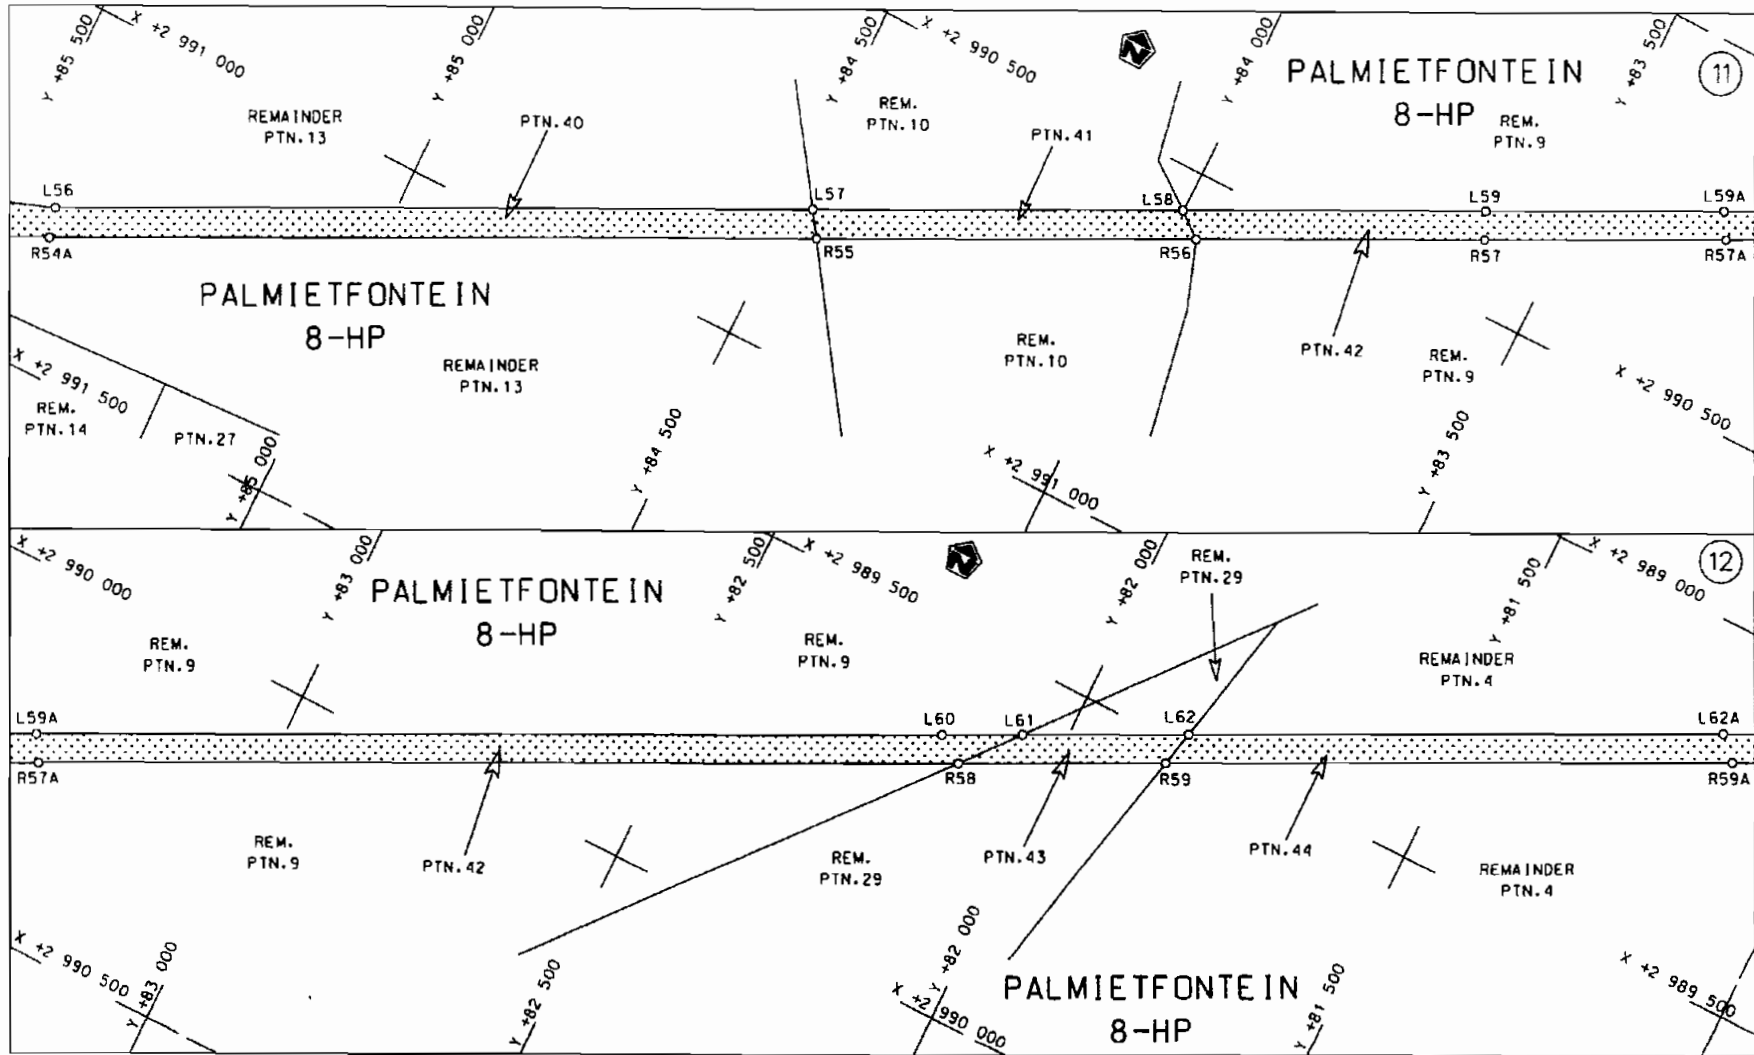 Y +85 500
X +2 991 000
Y +85 000
Y +84 500
X +2 990 500
N
Y +84 000
Y +83 500
PALMIETFONTEIN
8-HP
11
REMAINDER
PTN.13
PTN.40
REM.
PTN.10
PTN.41
REM.
PTN.9
L56
L57
L58
L59
L59A
R54A
R55
R56
R57
R57A
PALMIETFONTEIN
8-HP
REMAINDER
PTN.13
REM.
PTN.10
PTN.42
REM.
PTN.9
X +2 991 500
REM.
PTN.14
PTN.27
Y +85 000
Y +84 500
X +2 991 000
Y +83 500
X +2 990 500
X +2 990 000
Y +83 000
Y +82 500
X +2 989 500
N
Y +82 000
REM.
PTN.29
Y +81 500
X +2 989 000
12
PALMIETFONTEIN
8-HP
REM.
PTN.9
REM.
PTN.9
REMAINDER
PTN.4
L59A
L60
L61
L62
L62A
R57A
R58
R59
R59A
REM.
PTN.9
PTN.42
REM.
PTN.29
PTN.43
PTN.44
REMAINDER
PTN.4
X +2 990 500
Y +83 000
Y +82 500
Y +82 000
X +2 990 000
PALMIETFONTEIN
8-HP
Y +81 500
X +2 989 500